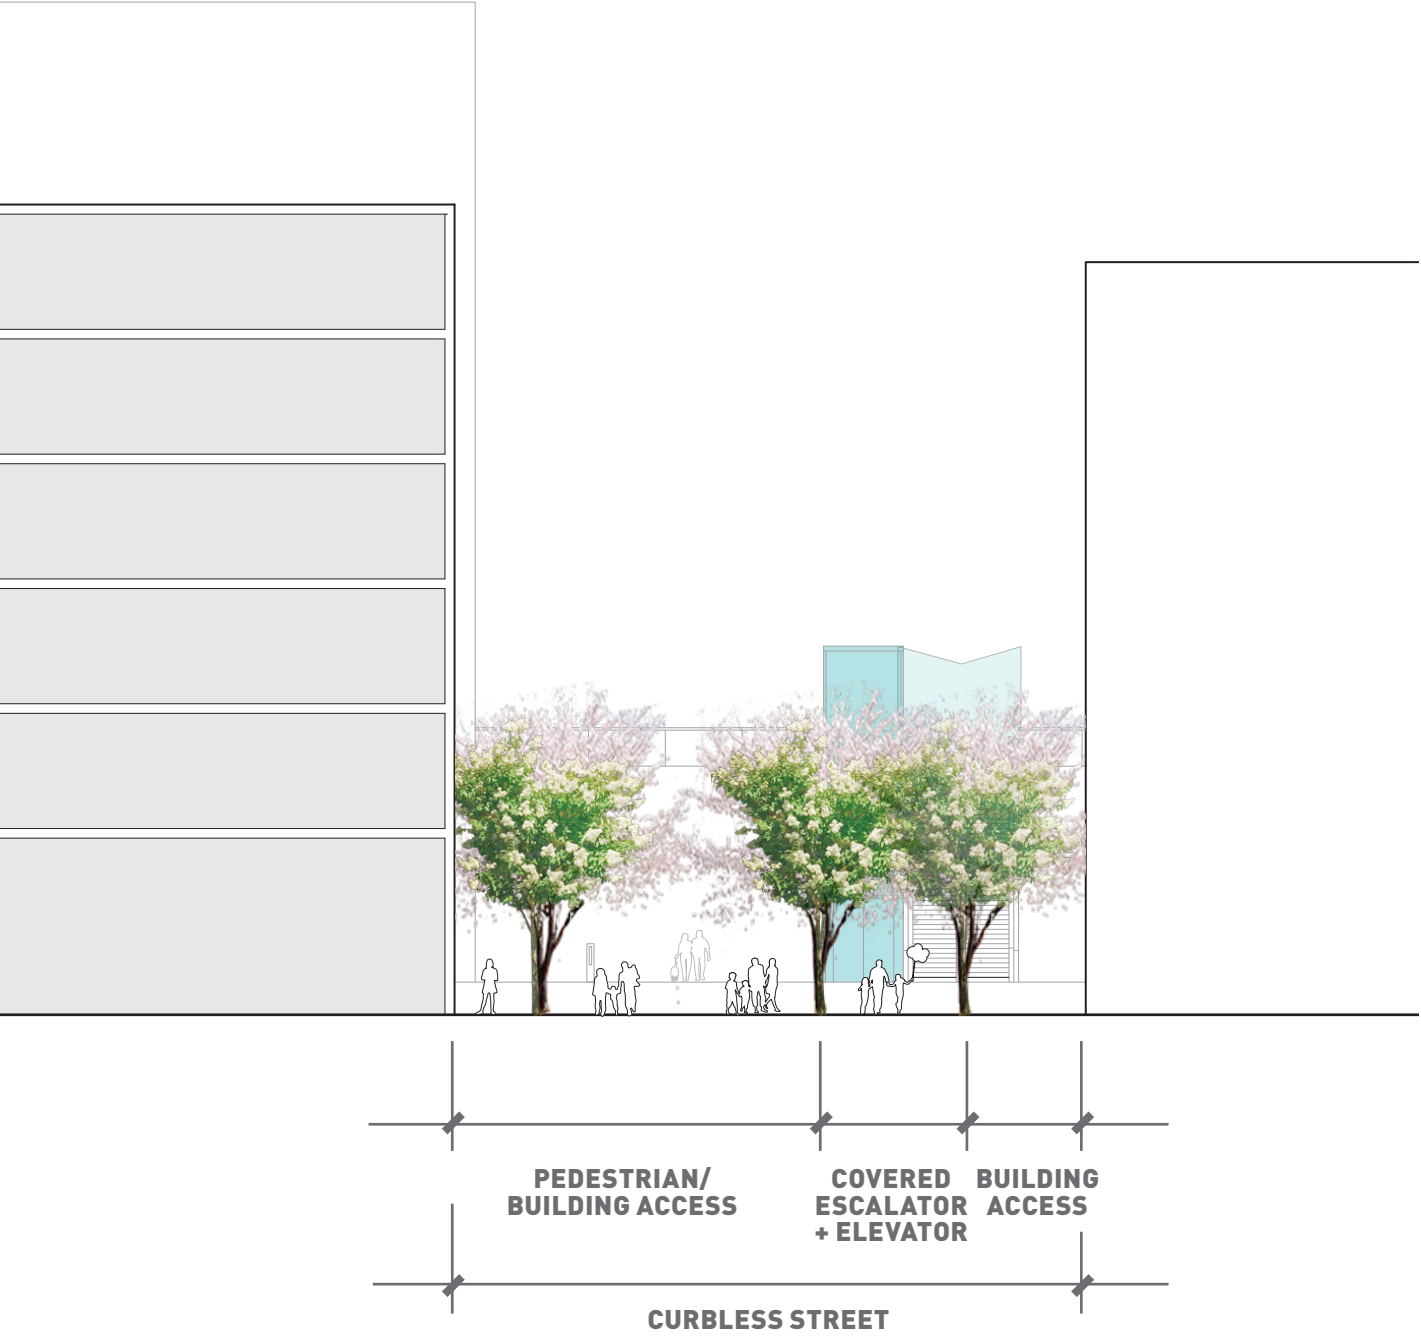 PEDESTRIAN/
BUILDING ACCESS
COVERED
ESCALATOR
+ ELEVATOR
BUILDING
ACCESS
CURBLESS STREET